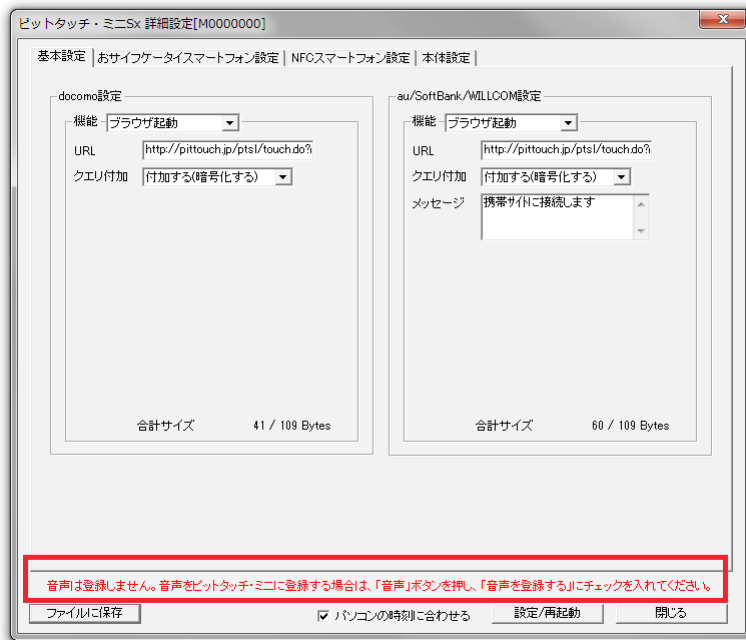 ピットタッチ・ミニSx 詳細設定[M0000000]
基本設定 おサイフケータイスマートフォン設定 NFCスマートフォン設定 本体設定
docomo設定
機能 ブラウザ起動
URL http://pittouch.jp/ptsl/touch.do?
クエリ付加 付加する(暗号化する)
合計サイズ 41 / 109 Bytes
au/SoftBank/WILLCOM設定
機能 ブラウザ起動
URL http://pittouch.jp/ptsl/touch.do?
クエリ付加 付加する(暗号化する)
メッセージ 携帯サイトに接続します
合計サイズ 60 / 109 Bytes
音声は登録しません。音声をピットタッチ・ミニに登録する場合は、「音声」ボタンを押し、「音声を登録する」にチェックを入れてください。
ファイルに保存 パソコンの時刻に合わせる 設定/再起動 閉じる